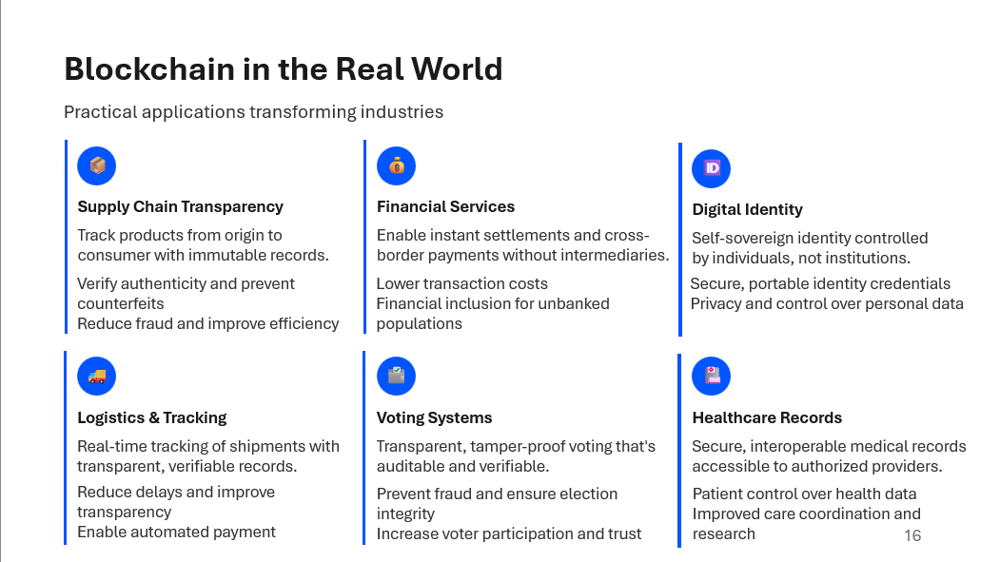 Blockchain in the Real World
Practical applications transforming industries
Supply Chain Transparency
Track products from origin to
consumer with immutable records.
Verify authenticity and prevent
counterfeits
Reduce fraud and improve efficiency
Financial Services
Enable instant settlements and cross-
border payments without intermediaries.
Lower transaction costs
Financial inclusion for unbanked
populations
ID
Digital Identity
Self-sovereign identity controlled
by individuals, not institutions.
Secure, portable identity credentials
Privacy and control over personal data
Logistics & Tracking
Real-time tracking of shipments with
transparent, verifiable records.
Reduce delays and improve
transparency
Enable automated payment
Voting Systems
Transparent, tamper-proof voting that's
auditable and verifiable.
Prevent fraud and ensure election
integrity
Increase voter participation and trust
Healthcare Records
Secure, interoperable medical records
accessible to authorized providers.
Patient control over health data
Improved care coordination and
research
16